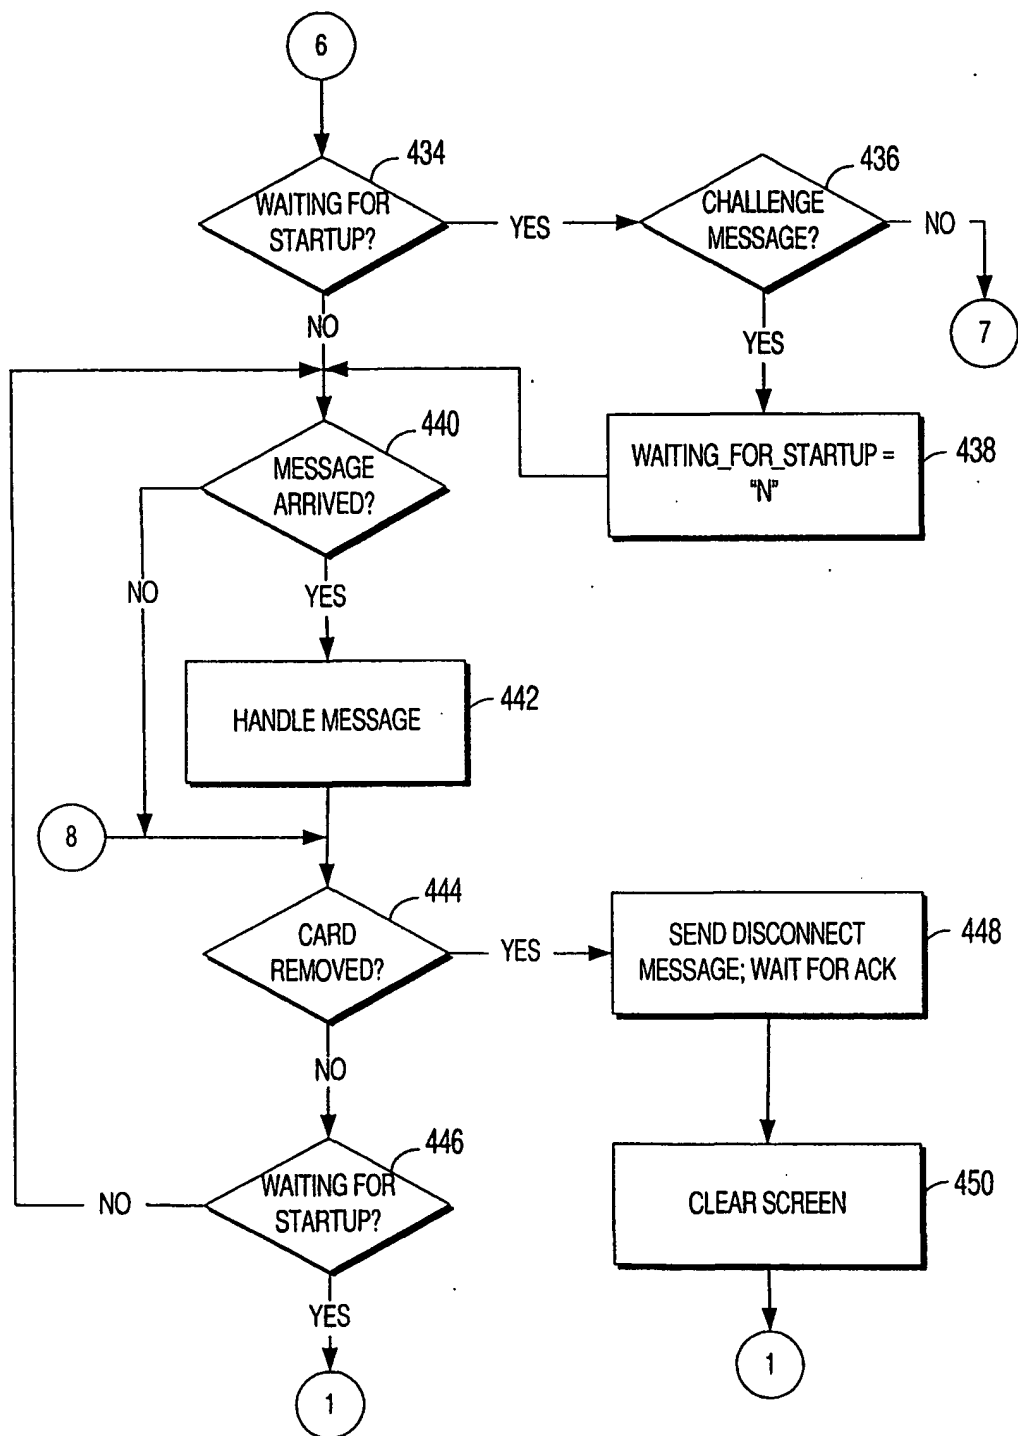 6
434
WAITING FOR
STARTUP?
YES
436
CHALLENGE
MESSAGE?
NO
7
NO
YES
440
MESSAGE
ARRIVED?
WAITING_FOR_STARTUP =
"N"
438
NO
YES
HANDLE MESSAGE
442
8
444
CARD
REMOVED?
YES
SEND DISCONNECT
MESSAGE; WAIT FOR ACK
448
NO
446
WAITING FOR
STARTUP?
NO
CLEAR SCREEN
450
YES
1
1